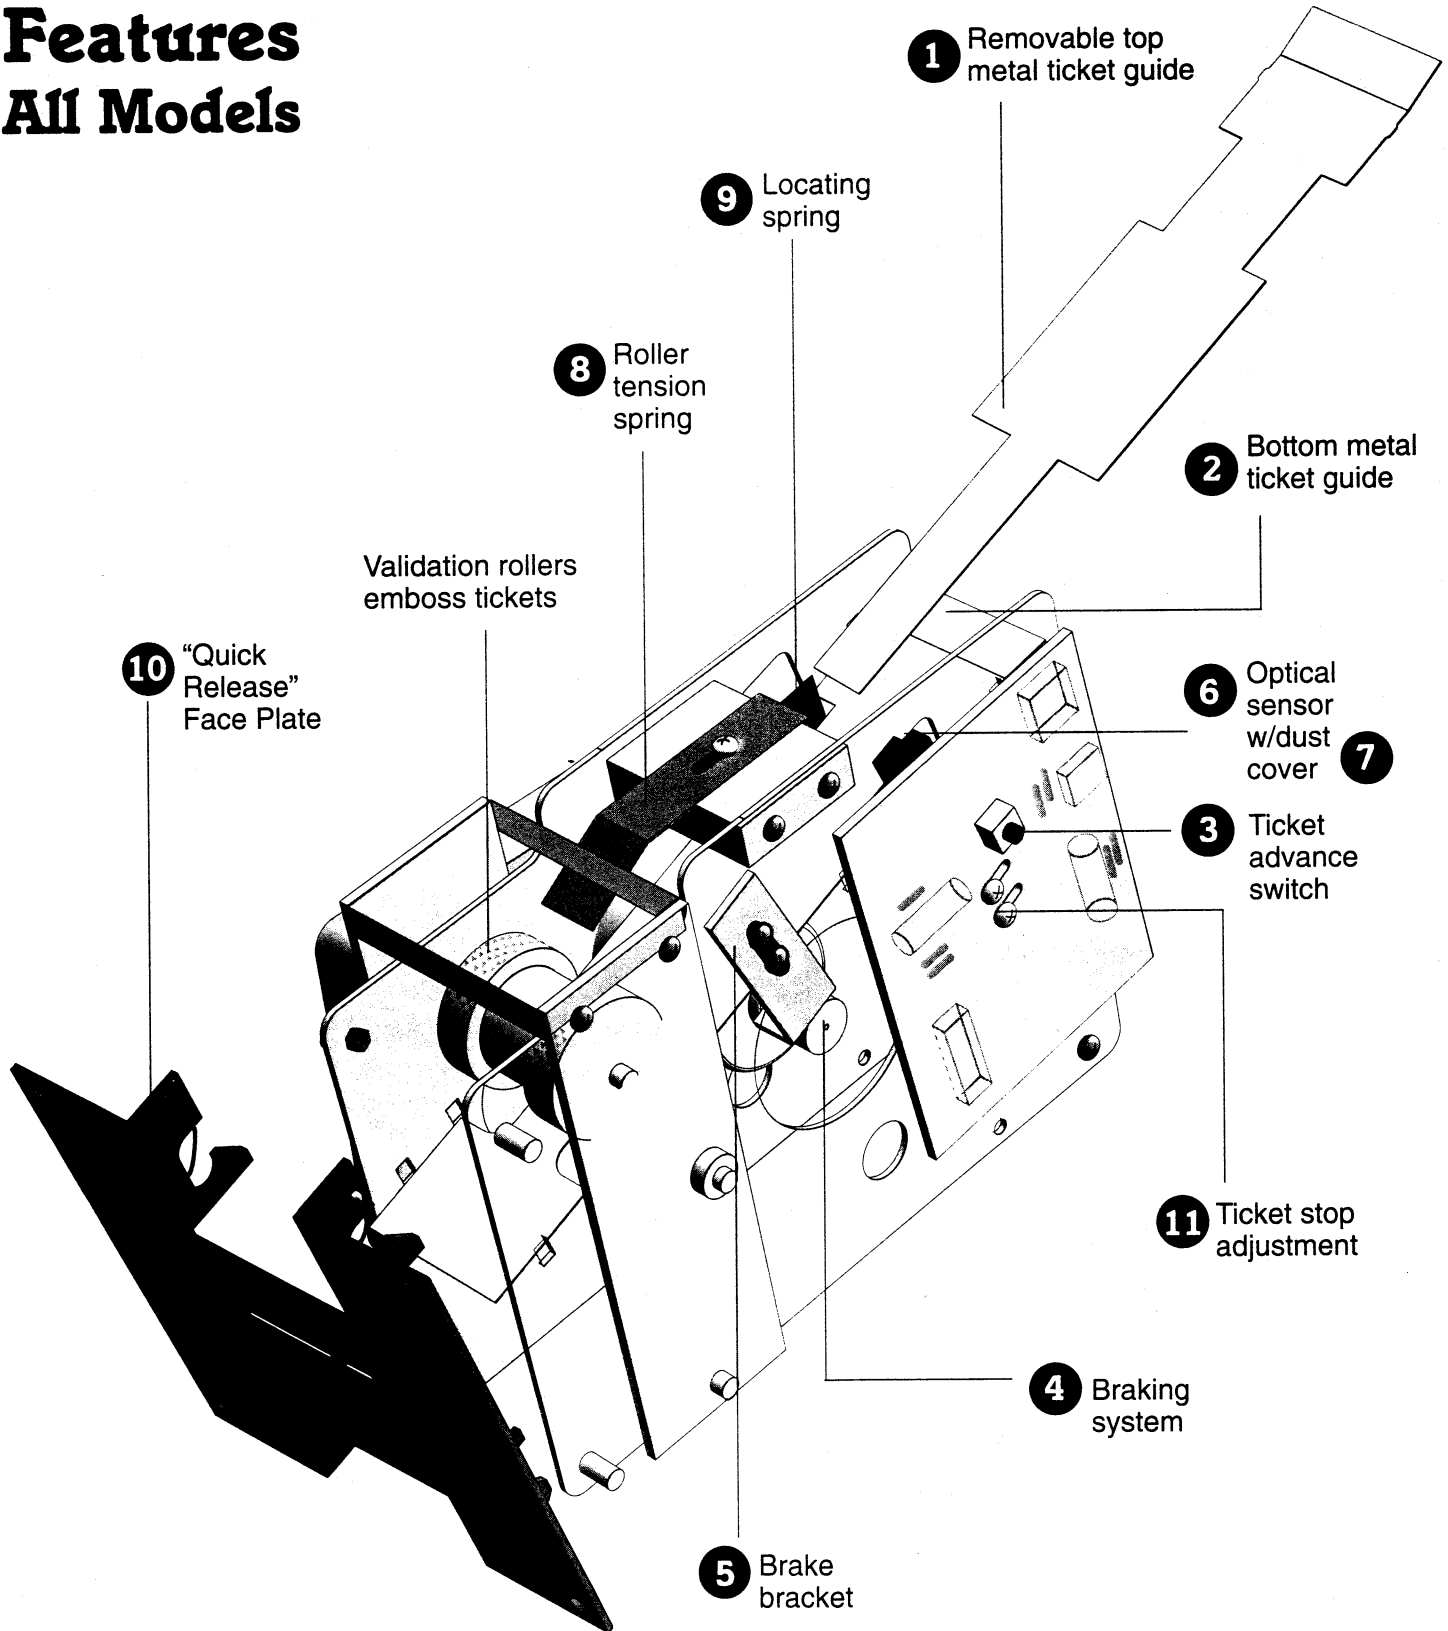 Features
All Models
1 Removable top
metal ticket guide
9 Locating
spring
8 Roller
tension
spring
2 Bottom metal
ticket guide
Validation rollers
emboss tickets
10 “Quick
Release”
Face Plate
6 Optical
sensor
w/dust
cover 7
3 Ticket
advance
switch
11 Ticket stop
adjustment
4 Braking
system
5 Brake
bracket